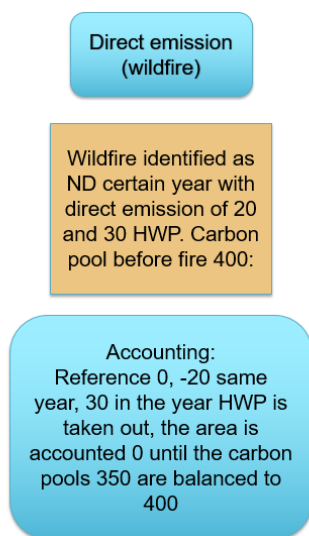 Direct emission
(wildfire)
Wildfire identified as
ND certain year with
direct emission of 20
and 30 HWP. Carbon
pool before fire 400:
Accounting:
Reference 0, -20 same
year, 30 in the year HWP is
taken out, the area is
accounted 0 until the carbon
pools 350 are balanced to
400